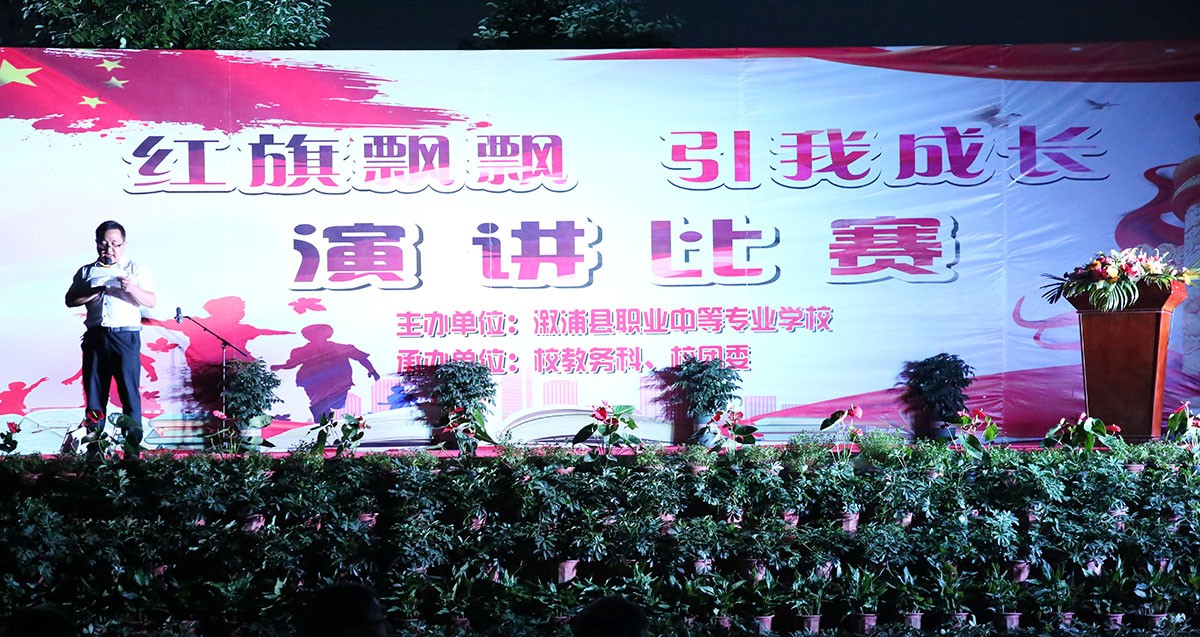 红旗飘飘 引我成长
演讲比赛
主办单位：溆浦县职业中等专业学校
承办单位：校教务科、校团委